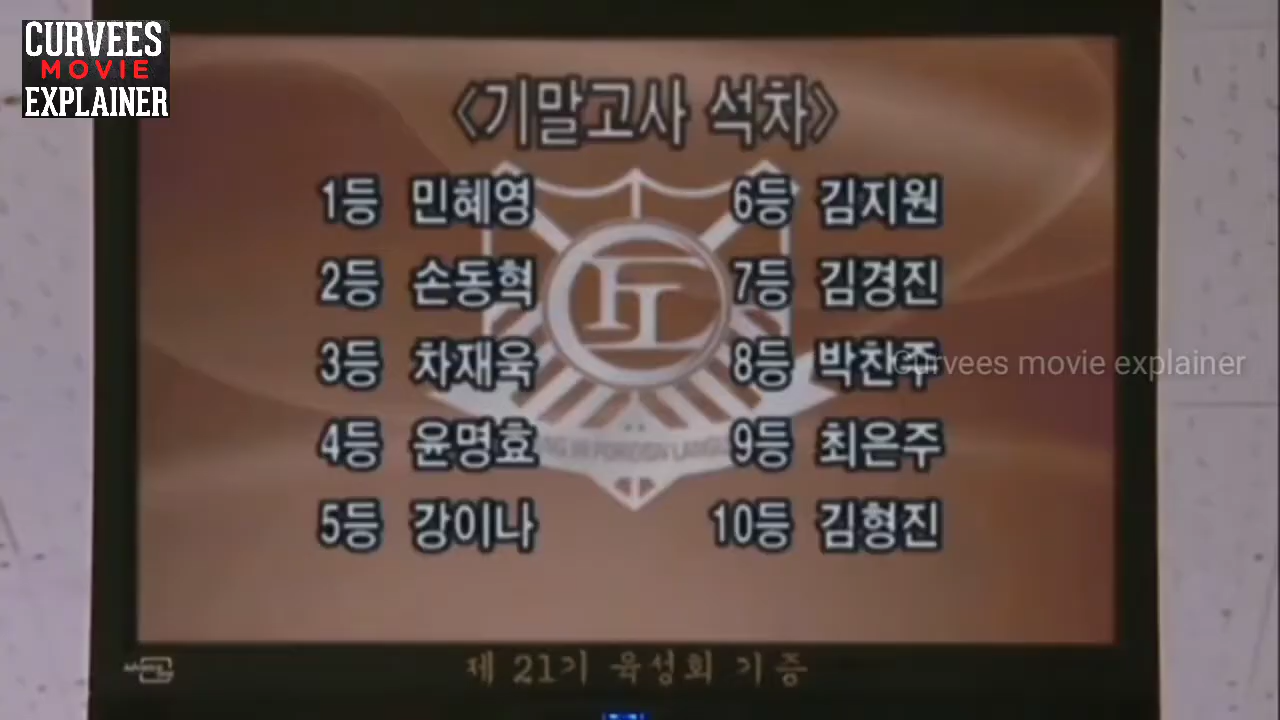 CURVEES
MOVIE
EXPLAINER
〈기말고사 석차〉
1등 민혜영
6등 김지원
2등 손동혁
7등 김경진
3등 차재욱
8등 박찬주
Curvees movie explainer
4등 윤명효
9등 최은주
IN FOREIGN
5등 강이나
10등 김형진
제 21기 육성회 기증